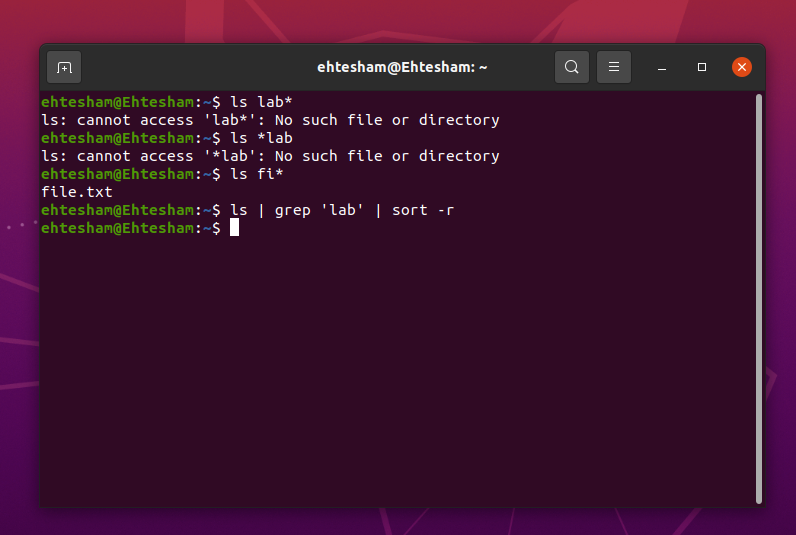 ehtesham@Ehtesham: ~
ehtesham@Ehtesham:~$ ls lab*
ls: cannot access 'lab*': No such file or directory
ehtesham@Ehtesham:~$ ls *lab
ls: cannot access '*lab': No such file or directory
ehtesham@Ehtesham:~$ ls fi*
file.txt
ehtesham@Ehtesham:~$ ls | grep 'lab' | sort -r
ehtesham@Ehtesham:~$